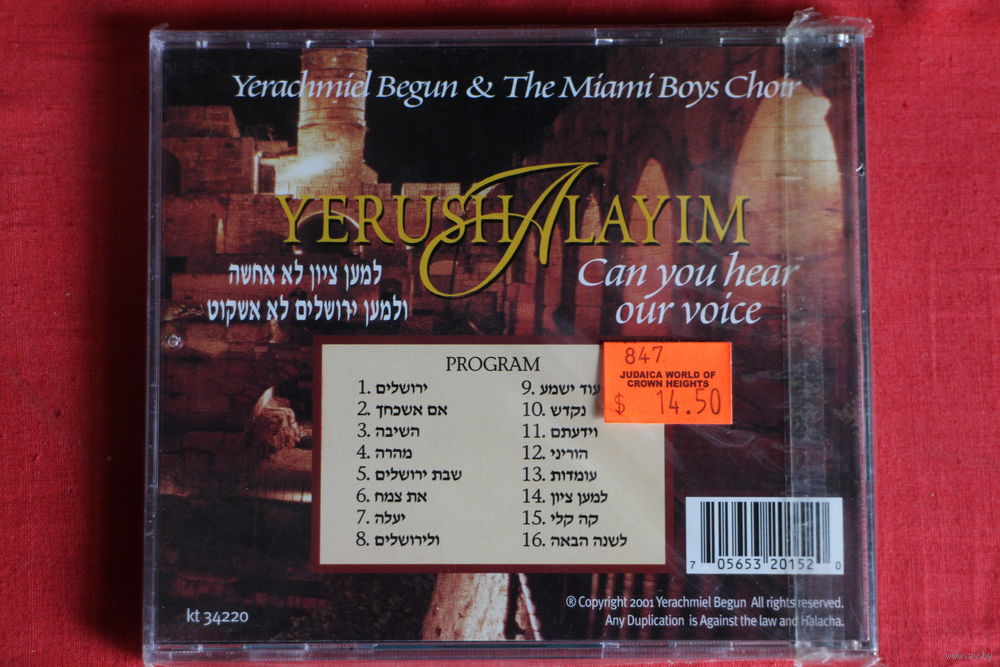 Yerachmiel Begun & The Miami Boys Choir
YERUSHALAYIM
למען ציון לא אחשה
ולמען ירושלים לא אשקוט
Can you hear
our voice
PROGRAM
1. ירושלים
2. אם אשכחך
3. השיבה
4. מהרה
5. שבת ירושלים
6. את צמח
7. יעלה
8. ולירושלים
9. עוד ישמע
10. נקדש
11. וידעתם
12. הוריני
13. עומדות
14. למען ציון
15. קה קלי
16. לשנה הבאה
847
JUDAICA WORLD OF
CROWN HEIGHTS
$ 14.50
7 05653 20152 0
kt 34220
℗ Copyright 2001 Yerachmiel Begun All rights reserved.
Any Duplication is Against the law and Halacha.
www.ay.by